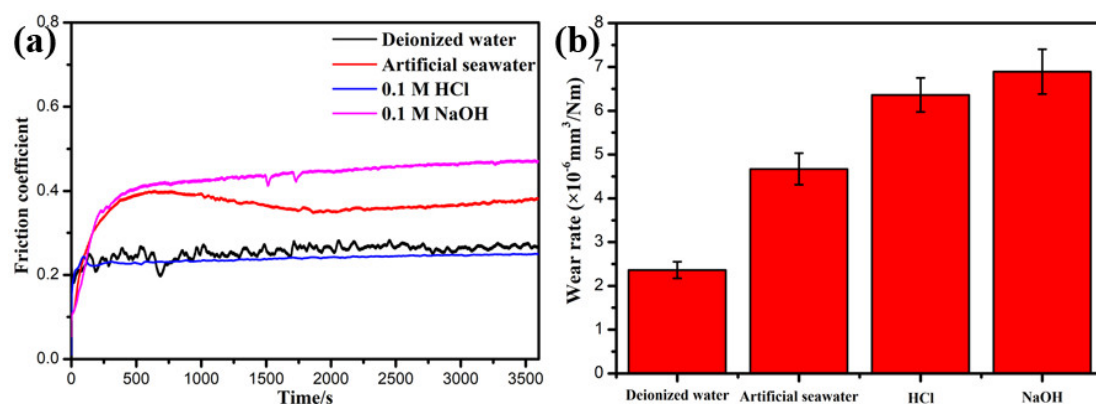 (a)
Friction coefficient
0.8
0.6
0.4
0.2
0.0
Deionized water
Artificial seawater
0.1 M HCl
0.1 M NaOH
0 500 1000 1500 2000 2500 3000 3500
Time/s
(b)
Wear rate (×10⁻⁶ mm³/Nm)
8
7
6
5
4
3
2
1
0
Deionized water Artificial seawater HCl NaOH